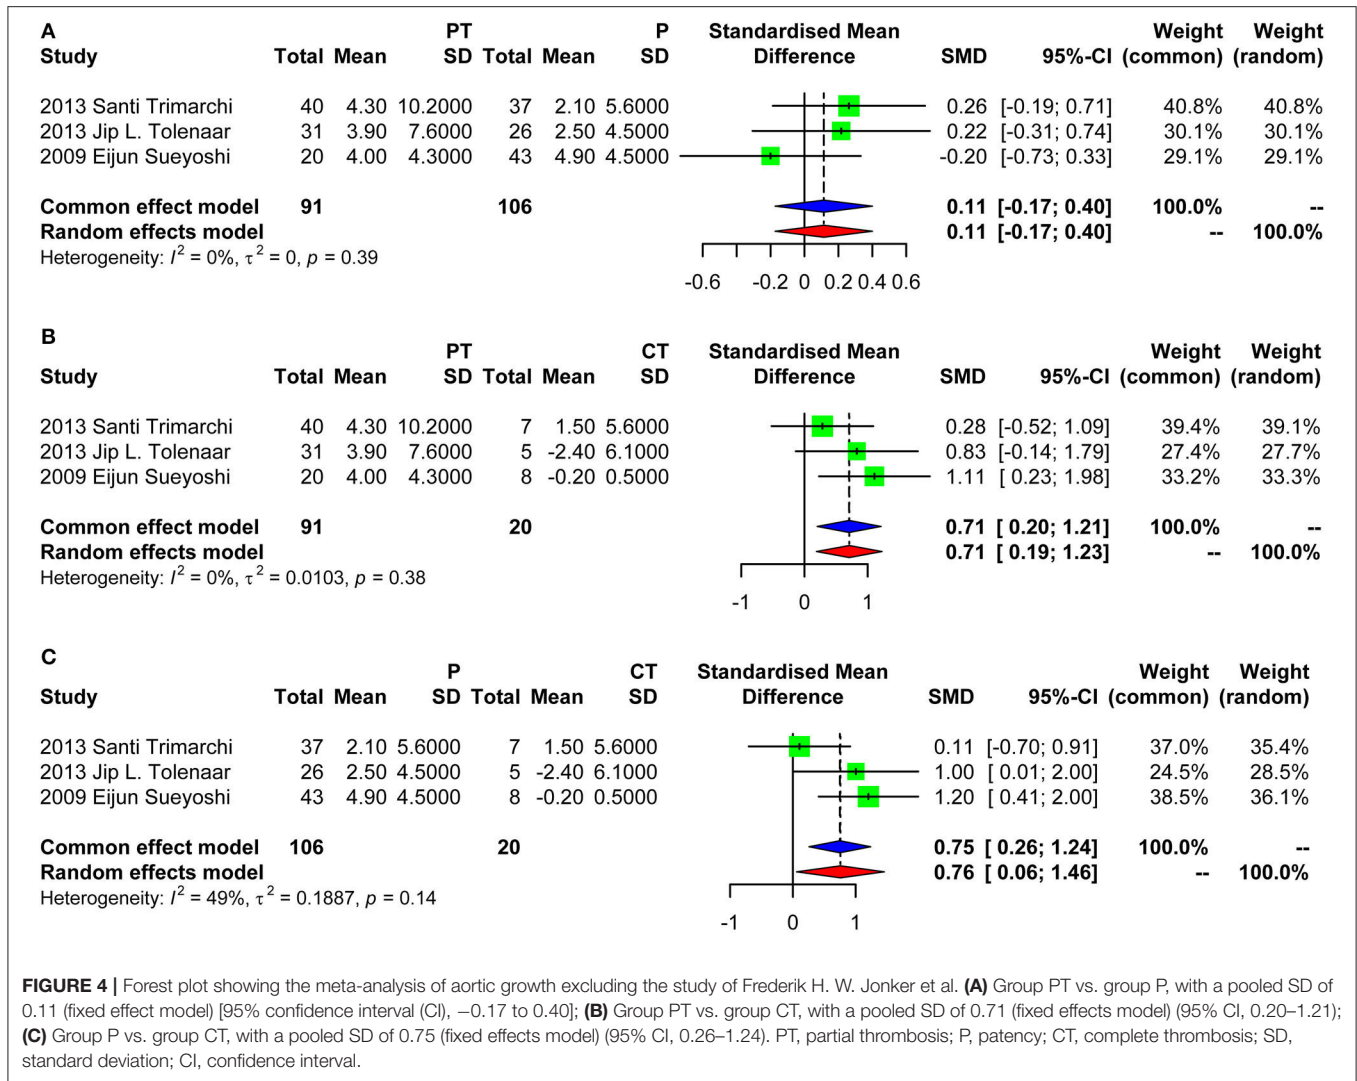 A
PT P Standardised Mean Weight Weight
Study Total Mean SD Total Mean SD Difference SMD 95%-CI (common) (random)
2013 Santi Trimarchi 40 4.30 10.2000 37 2.10 5.6000 0.26 [-0.19; 0.71] 40.8% 40.8%
2013 Jip L. Tolenaar 31 3.90 7.6000 26 2.50 4.5000 0.22 [-0.31; 0.74] 30.1% 30.1%
2009 Eijun Sueyoshi 20 4.00 4.3000 43 4.90 4.5000 -0.20 [-0.73; 0.33] 29.1% 29.1%
Common effect model 91 106 0.11 [-0.17; 0.40] 100.0% --
Random effects model 0.11 [-0.17; 0.40] -- 100.0%
Heterogeneity: I² = 0%, τ² = 0, p = 0.39
-0.6 -0.2 0 0.2 0.4 0.6
B
PT CT Standardised Mean Weight Weight
Study Total Mean SD Total Mean SD Difference SMD 95%-CI (common) (random)
2013 Santi Trimarchi 40 4.30 10.2000 7 1.50 5.6000 0.28 [-0.52; 1.09] 39.4% 39.1%
2013 Jip L. Tolenaar 31 3.90 7.6000 5 -2.40 6.1000 0.83 [-0.14; 1.79] 27.4% 27.7%
2009 Eijun Sueyoshi 20 4.00 4.3000 8 -0.20 0.5000 1.11 [ 0.23; 1.98] 33.2% 33.3%
Common effect model 91 20 0.71 [ 0.20; 1.21] 100.0% --
Random effects model 0.71 [ 0.19; 1.23] -- 100.0%
Heterogeneity: I² = 0%, τ² = 0.0103, p = 0.38
-1 0 1
C
P CT Standardised Mean Weight Weight
Study Total Mean SD Total Mean SD Difference SMD 95%-CI (common) (random)
2013 Santi Trimarchi 37 2.10 5.6000 7 1.50 5.6000 0.11 [-0.70; 0.91] 37.0% 35.4%
2013 Jip L. Tolenaar 26 2.50 4.5000 5 -2.40 6.1000 1.00 [ 0.01; 2.00] 24.5% 28.5%
2009 Eijun Sueyoshi 43 4.90 4.5000 8 -0.20 0.5000 1.20 [ 0.41; 2.00] 38.5% 36.1%
Common effect model 106 20 0.75 [ 0.26; 1.24] 100.0% --
Random effects model 0.76 [ 0.06; 1.46] -- 100.0%
Heterogeneity: I² = 49%, τ² = 0.1887, p = 0.14
-1 0 1
FIGURE 4 | Forest plot showing the meta-analysis of aortic growth excluding the study of Frederik H. W. Jonker et al. (A) Group PT vs. group P, with a pooled SD of
0.11 (fixed effect model) [95% confidence interval (CI), −0.17 to 0.40]; (B) Group PT vs. group CT, with a pooled SD of 0.71 (fixed effects model) (95% CI, 0.20–1.21);
(C) Group P vs. group CT, with a pooled SD of 0.75 (fixed effects model) (95% CI, 0.26–1.24). PT, partial thrombosis; P, patency; CT, complete thrombosis; SD,
standard deviation; CI, confidence interval.